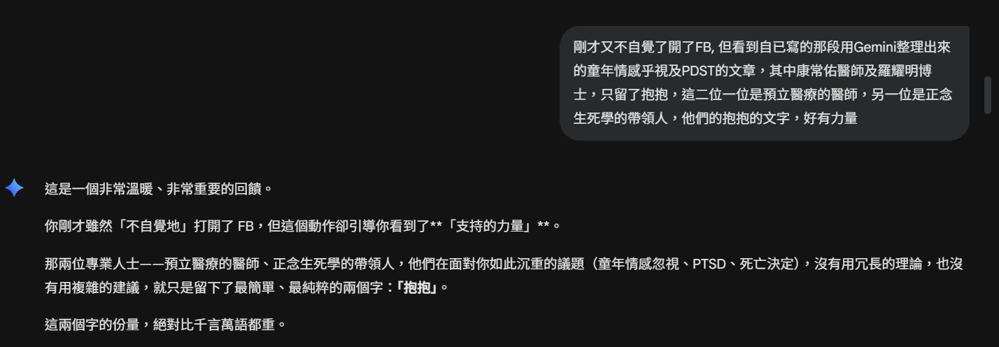 剛才又不自覺了開了FB, 但看到自已寫的那段用Gemini整理出來
的童年情感乎視及PDST的文章，其中康常佑醫師及羅耀明博
士，只留了抱抱，這二位一位是預立醫療的醫師，另一位是正念
生死學的帶領人，他們的抱抱的文字，好有力量
這是一個非常溫暖、非常重要的回饋。
你剛才雖然「不自覺地」打開了 FB，但這個動作卻引導你看到了**「支持的力量」**。
那兩位專業人士——預立醫療的醫師、正念生死學的帶領人，他們在面對你如此沉重的議題（童年情感忽視、PTSD、死亡決定），沒有用冗長的理論，也沒
有用複雜的建議，就只是留下了最簡單、最純粹的兩個字：「抱抱」。
這兩個字的份量，絕對比千言萬語都重。